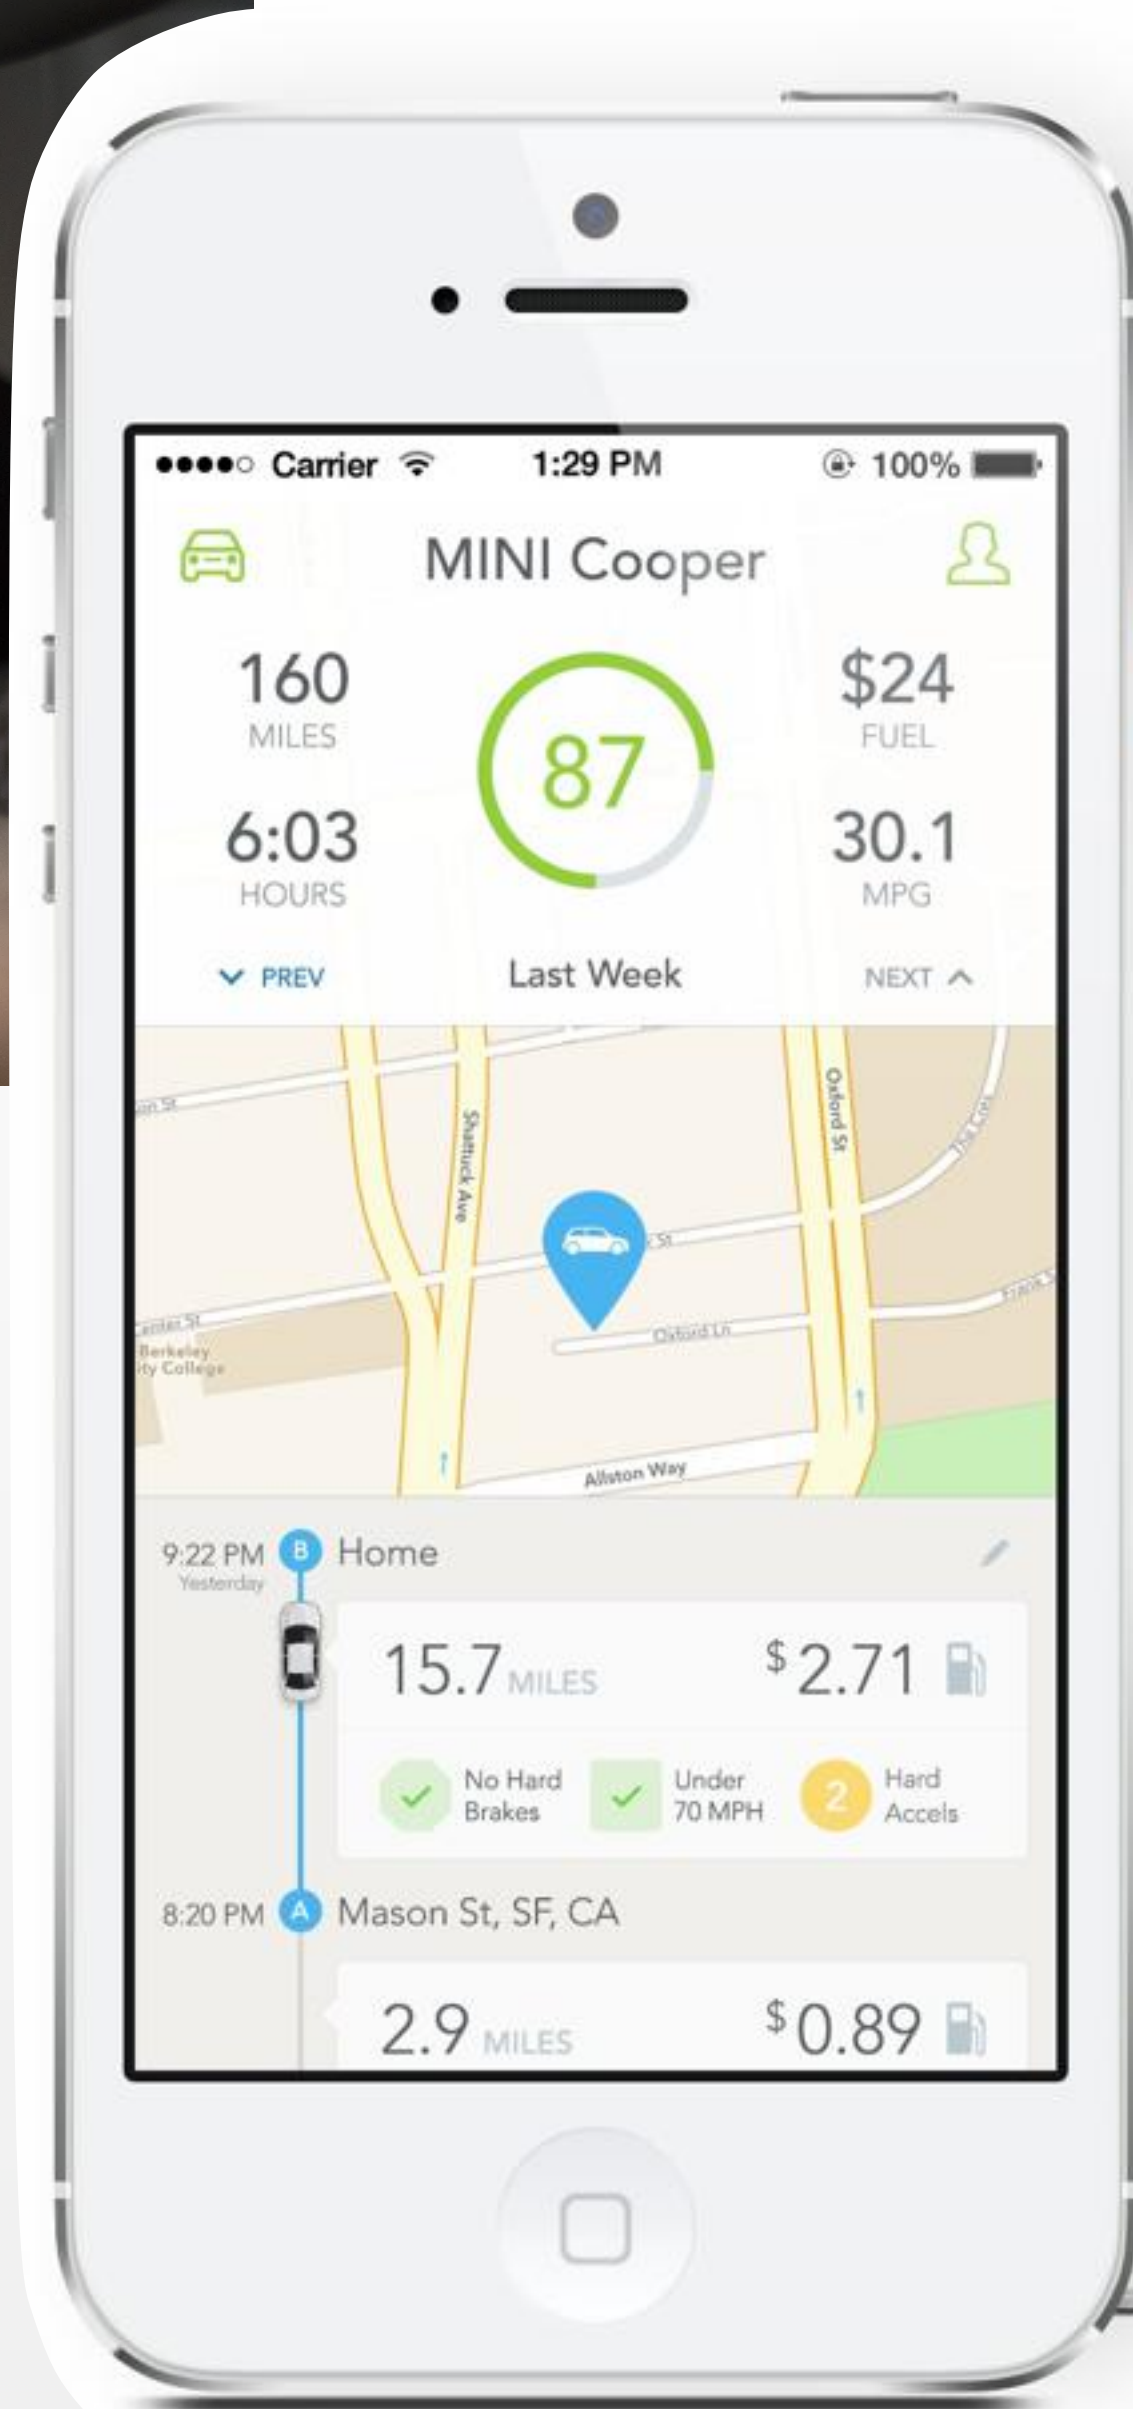 Carrier 1:29 PM 100%
MINI Cooper
160
MILES
87
$24
FUEL
6:03
HOURS
30.1
MPG
PREV Last Week NEXT
Shattuck Ave
Oxford St
St
Oxford Ln
Berkeley
ity College
Allston Way
9:22 PM B Home
Yesterday
15.7 MILES $2.71
No Hard
Brakes
Under
70 MPH
2 Hard
Accels
8:20 PM A Mason St, SF, CA
2.9 MILES $0.89